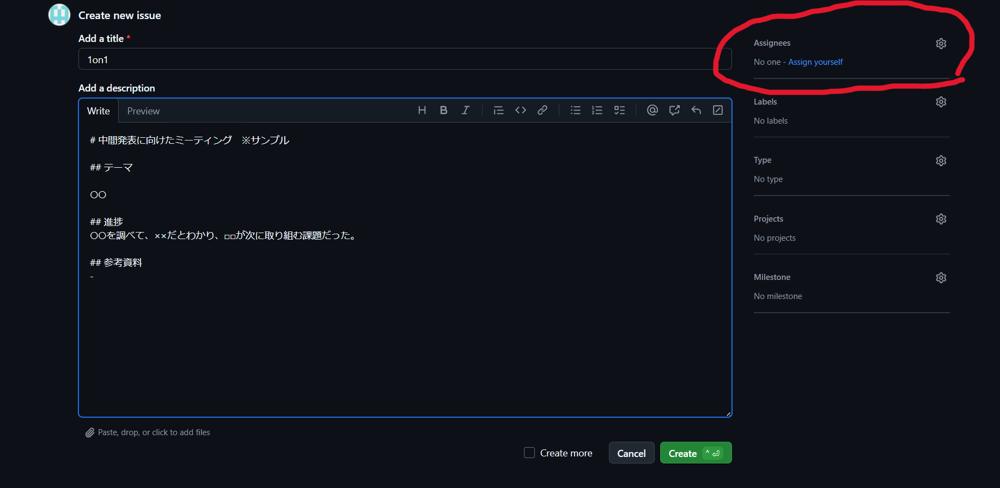 Create new issue
Add a title *
1on1
Add a description
Write Preview
# 中間発表に向けたミーティング　※サンプル
## テーマ
〇〇
## 進捗
〇〇を調べて、××だとわかり、□□が次に取り組む課題だった。
## 参考資料
-
Paste, drop, or click to add files
Create more Cancel Create
Assignees
No one - Assign yourself
Labels
No labels
Type
No type
Projects
No projects
Milestone
No milestone